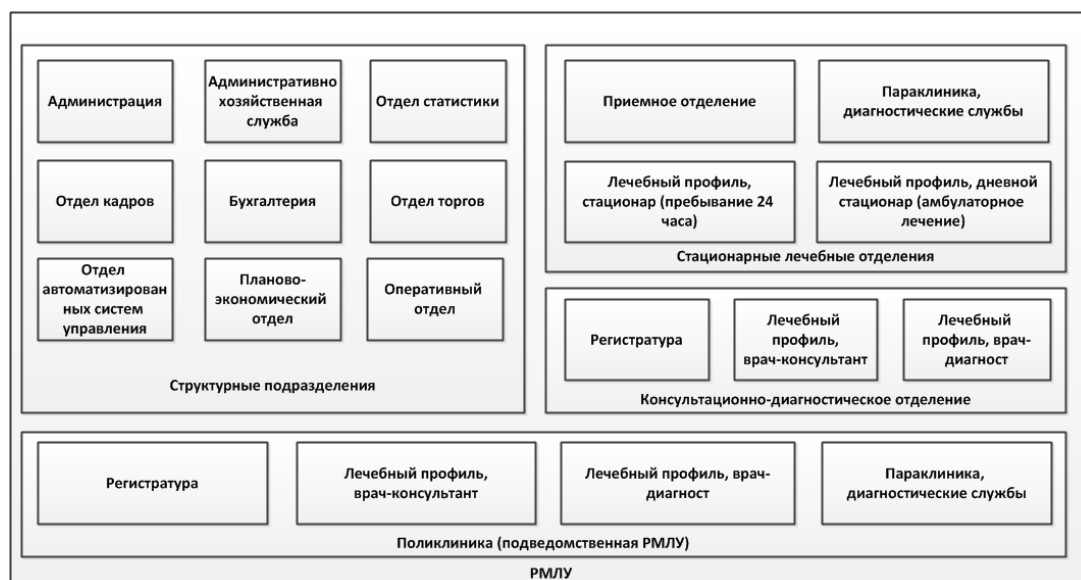 Администрация
Административно
хозяйственная
служба
Отдел статистики
Отдел кадров
Бухгалтерия
Отдел торгов
Отдел
автоматизирован
ных систем
управления
Планово-
экономический
отдел
Оперативный
отдел
Структурные подразделения
Приемное отделение
Параклиника,
диагностические службы
Лечебный профиль,
стационар (пребывание 24
часа)
Лечебный профиль, дневной
стационар (амбулаторное
лечение)
Стационарные лечебные отделения
Регистратура
Лечебный
профиль,
врач-консультант
Лечебный
профиль, врач-
диагност
Консультационно-диагностическое отделение
Регистратура
Лечебный профиль,
врач-консультант
Лечебный профиль, врач-
диагност
Параклиника,
диагностические службы
Поликлиника (подведомственная РМЛУ)
РМЛУ